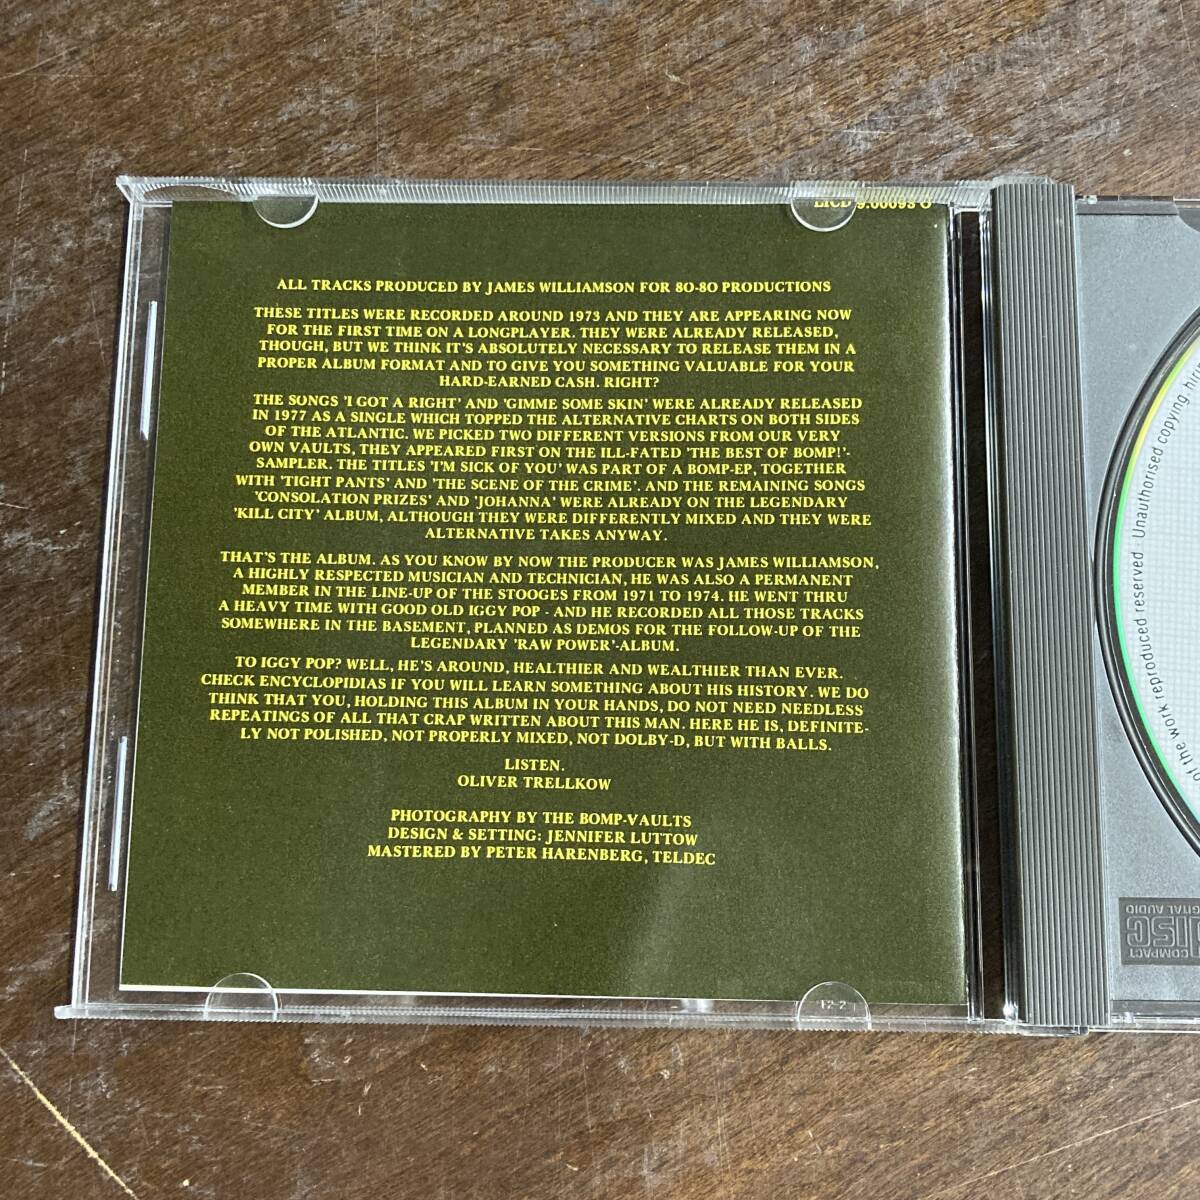 LICD 9.00093 O
ALL TRACKS PRODUCED BY JAMES WILLIAMSON FOR 80-80 PRODUCTIONS
THESE TITLES WERE RECORDED AROUND 1973 AND THEY ARE APPEARING NOW
FOR THE FIRST TIME ON A LONGPLAYER. THEY WERE ALREADY RELEASED,
THOUGH, BUT WE THINK IT'S ABSOLUTELY NECESSARY TO RELEASE THEM IN A
PROPER ALBUM FORMAT AND TO GIVE YOU SOMETHING VALUABLE FOR YOUR
HARD-EARNED CASH. RIGHT?
THE SONGS 'I GOT A RIGHT' AND 'GIMME SOME SKIN' WERE ALREADY RELEASED
IN 1977 AS A SINGLE WHICH TOPPED THE ALTERNATIVE CHARTS ON BOTH SIDES
OF THE ATLANTIC. WE PICKED TWO DIFFERENT VERSIONS FROM OUR VERY
OWN VAULTS, THEY APPEARED FIRST ON THE ILL-FATED 'THE BEST OF BOMP!'-
SAMPLER. THE TITLES 'I'M SICK OF YOU' WAS PART OF A BOMP-EP, TOGETHER
WITH 'TIGHT PANTS' AND 'THE SCENE OF THE CRIME'. AND THE REMAINING SONGS
'CONSOLATION PRIZES' AND 'JOHANNA' WERE ALREADY ON THE LEGENDARY
'KILL CITY' ALBUM, ALTHOUGH THEY WERE DIFFERENTLY MIXED AND THEY WERE
ALTERNATIVE TAKES ANYWAY.
THAT'S THE ALBUM. AS YOU KNOW BY NOW THE PRODUCER WAS JAMES WILLIAMSON,
A HIGHLY RESPECTED MUSICIAN AND TECHNICIAN, HE WAS ALSO A PERMANENT
MEMBER IN THE LINE-UP OF THE STOOGES FROM 1971 TO 1974. HE WENT THRU
A HEAVY TIME WITH GOOD OLD IGGY POP - AND HE RECORDED ALL THOSE TRACKS
SOMEWHERE IN THE BASEMENT, PLANNED AS DEMOS FOR THE FOLLOW-UP OF THE
LEGENDARY 'RAW POWER'-ALBUM.
TO IGGY POP? WELL, HE'S AROUND, HEALTHIER AND WEALTHIER THAN EVER.
CHECK ENCYCLOPIDIAS IF YOU WILL LEARN SOMETHING ABOUT HIS HISTORY. WE DO
THINK THAT YOU, HOLDING THIS ALBUM IN YOUR HANDS, DO NOT NEED NEEDLESS
REPEATINGS OF ALL THAT CRAP WRITTEN ABOUT THIS MAN. HERE HE IS, DEFINITE-
LY NOT POLISHED, NOT PROPERLY MIXED, NOT DOLBY-D, BUT WITH BALLS.
LISTEN.
OLIVER TRELLKOW
PHOTOGRAPHY BY THE BOMP-VAULTS
DESIGN & SETTING: JENNIFER LUTTOW
MASTERED BY PETER HARENBERG, TELDEC
F2-2
of the work reproduced reserved Unauthorised copying
COMPACT
DISC
DIGITAL AUDIO